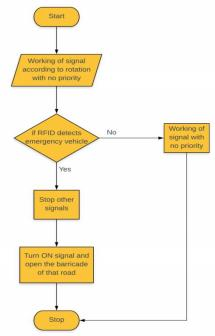 Start
Working of signal
according to rotation
with no priority
if RFID detects
emergency vehicle
No
Working of
signal with
no priority
Yes
Stop other
signals
Turn ON signal and
open the barricade
of that road
Stop